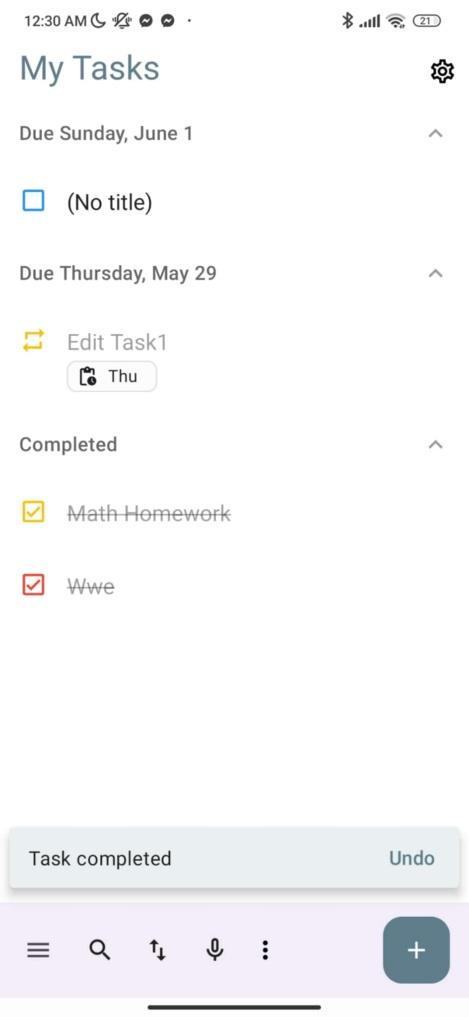 12:30 AM
21
My Tasks
Due Sunday, June 1
(No title)
Due Thursday, May 29
Edit Task1
Thu
Completed
Math Homework
Wwe
Task completed
Undo